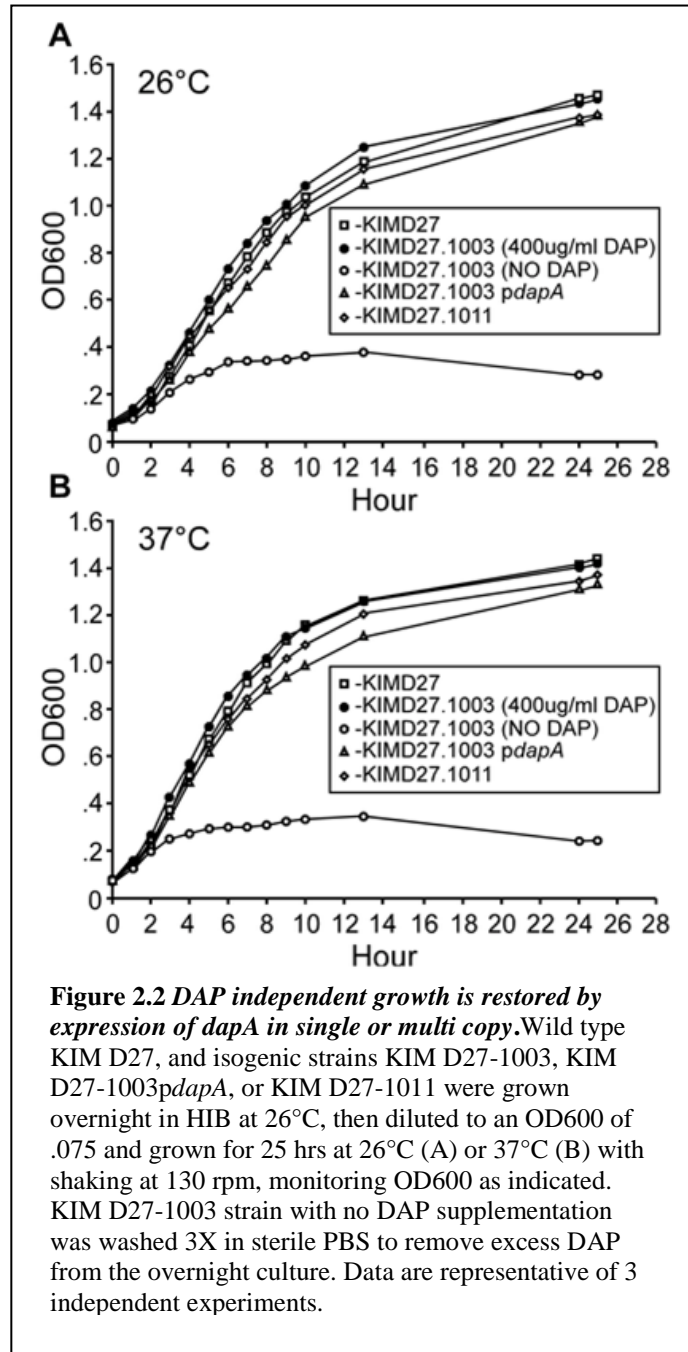 A
26°C
1.6
1.4
1.2
1.0
.8
.6
.4
.2
0
OD600
-KIMD27
-KIMD27.1003 (400ug/ml DAP)
-KIMD27.1003 (NO DAP)
-KIMD27.1003 pdapA
-KIMD27.1011
0 2 4 6 8 10 12 14 16 18 20 22 24 26 28
Hour
B
37°C
1.6
1.4
1.2
1.0
.8
.6
.4
.2
0
OD600
-KIMD27
-KIMD27.1003 (400ug/ml DAP)
-KIMD27.1003 (NO DAP)
-KIMD27.1003 pdapA
-KIMD27.1011
0 2 4 6 8 10 12 14 16 18 20 22 24 26 28
Hour
Figure 2.2 DAP independent growth is restored by
expression of dapA in single or multi copy.Wild type
KIM D27, and isogenic strains KIM D27-1003, KIM
D27-1003pdapA, or KIM D27-1011 were grown
overnight in HIB at 26°C, then diluted to an OD600 of
.075 and grown for 25 hrs at 26°C (A) or 37°C (B) with
shaking at 130 rpm, monitoring OD600 as indicated.
KIM D27-1003 strain with no DAP supplementation
was washed 3X in sterile PBS to remove excess DAP
from the overnight culture. Data are representative of 3
independent experiments.